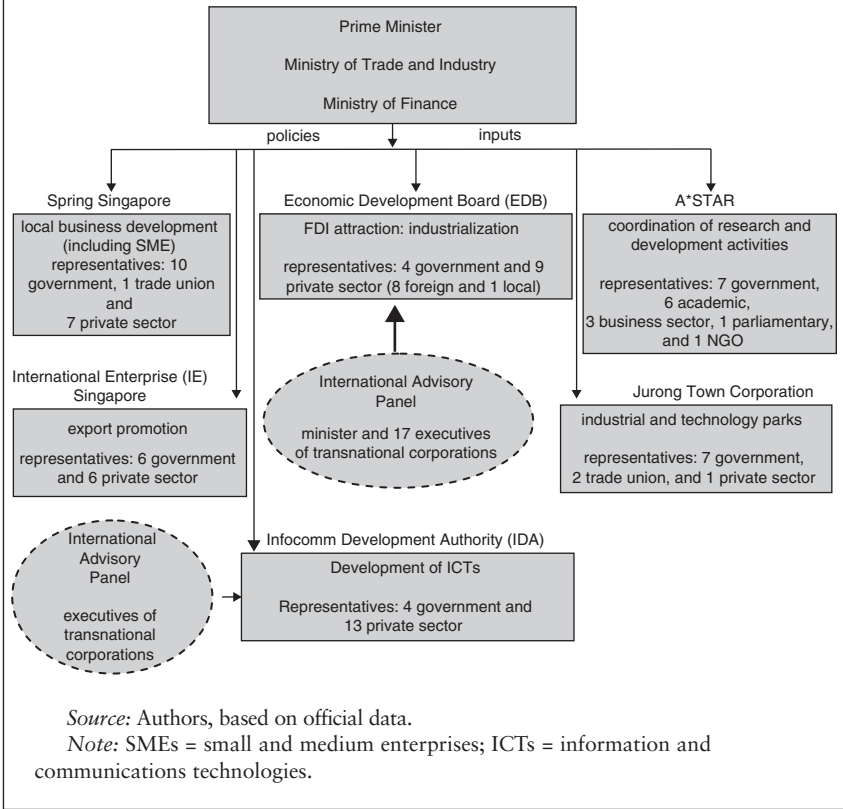 Prime Minister
Ministry of Trade and Industry
Ministry of Finance
policies
inputs
Spring Singapore
local business development
(including SME)
representatives: 10
government, 1 trade union
and
7 private sector
Economic Development Board (EDB)
FDI attraction: industrialization
representatives: 4 government and 9
private sector (8 foreign and 1 local)
A*STAR
coordination of research and
development activities
representatives: 7 government,
6 academic,
3 business sector, 1 parliamentary,
and 1 NGO
International Enterprise (IE)
Singapore
export promotion
representatives: 6 government
and 6 private sector
International Advisory
Panel
minister and 17 executives
of transnational corporations
Jurong Town Corporation
industrial and technology parks
representatives: 7 government,
2 trade union, and 1 private sector
International
Advisory
Panel
executives of
transnational
corporations
Infocomm Development Authority (IDA)
Development of ICTs
Representatives: 4 government and
13 private sector
Source: Authors, based on official data.
Note: SMEs = small and medium enterprises; ICTs = information and
communications technologies.